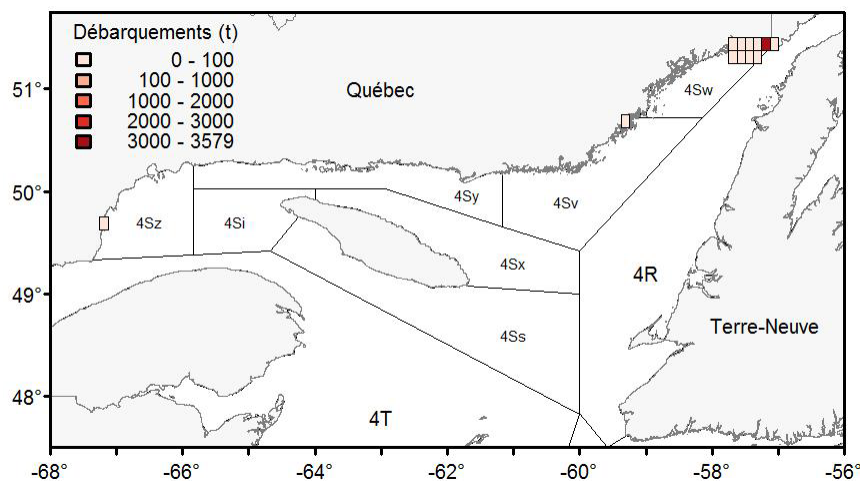 Débarquements (t)
0 - 100
100 - 1000
1000 - 2000
2000 - 3000
3000 - 3579
Québec
4Sw
4Sz
4Si
4Sy
4Sv
4Sx
4R
Terre-Neuve
4Ss
4T
51°
50°
49°
48°
-68° -66° -64° -62° -60° -58° -56°